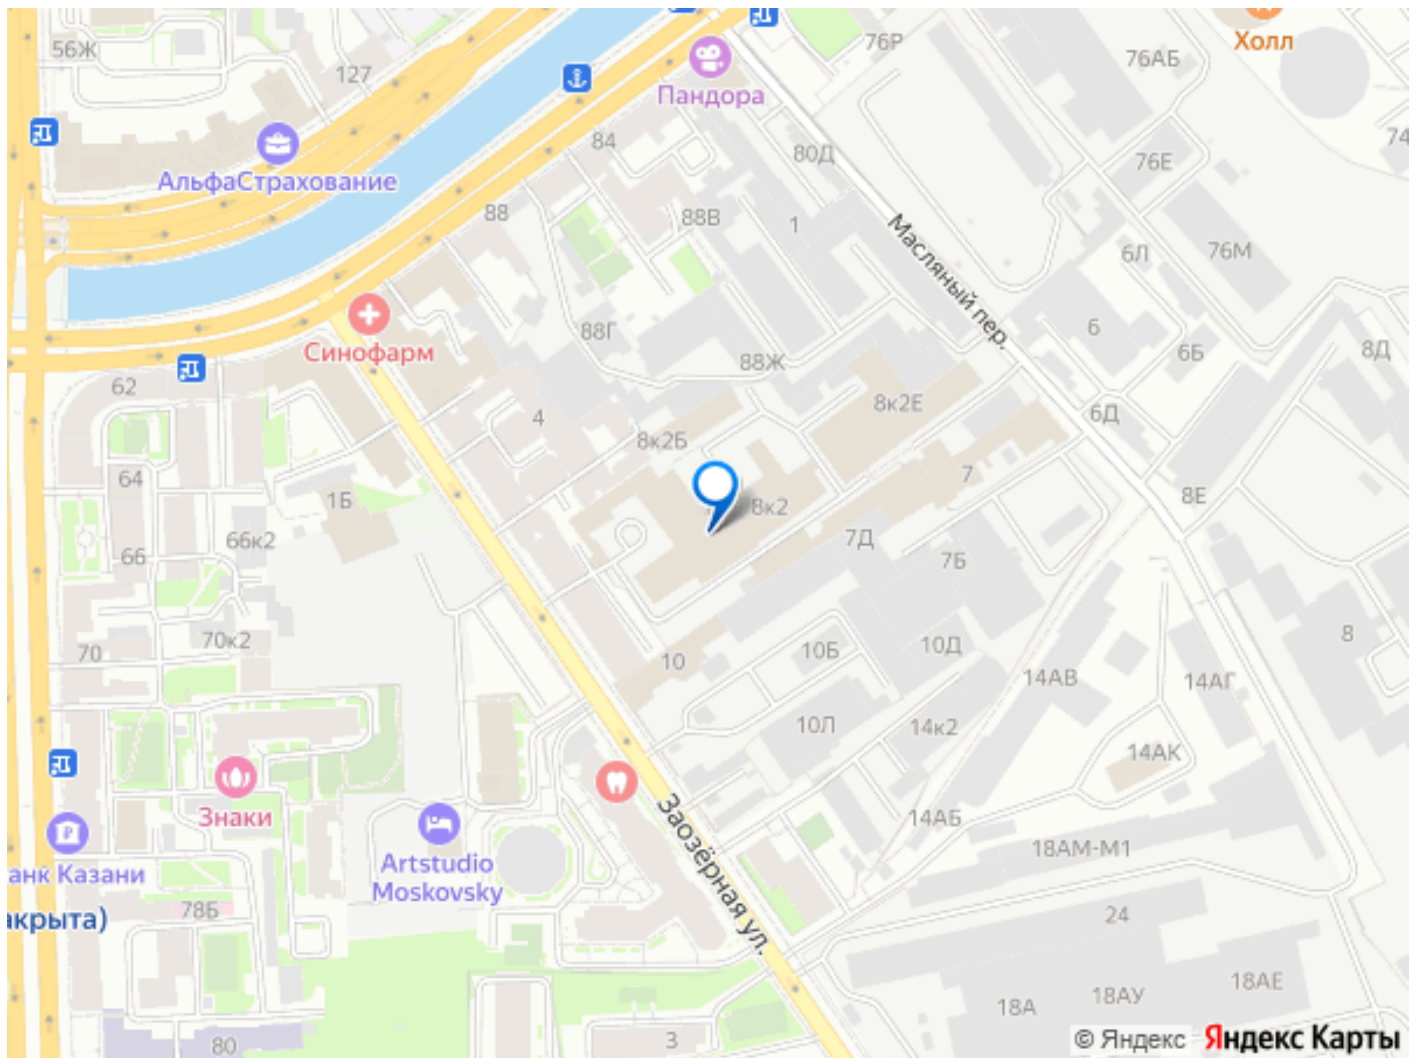 Холл
76Р
56Ж
76АБ
127
Пандора
84
74
80Д
76Е
АльфаСтрахование
88
88В
1
Масляный пер.
6Л
76М
88Г
6
Синофарм
88Ж
6Б
8Д
62
8к2Е
4
6Д
8к2Б
7
64
1Б
8к2
8Е
66к2
7Д
66
7Б
70к2
8
70
10
10Б
10Д
14АВ
14АГ
10Л
14к2
14АК
Знаки
Заозёрная ул.
14АБ
Artstudio
Moskovsky
18АМ-М1
анк Казани
78Б
акрыта)
24
18АЕ
18АУ
18А
80
3
© Яндекс Яндекс Карты